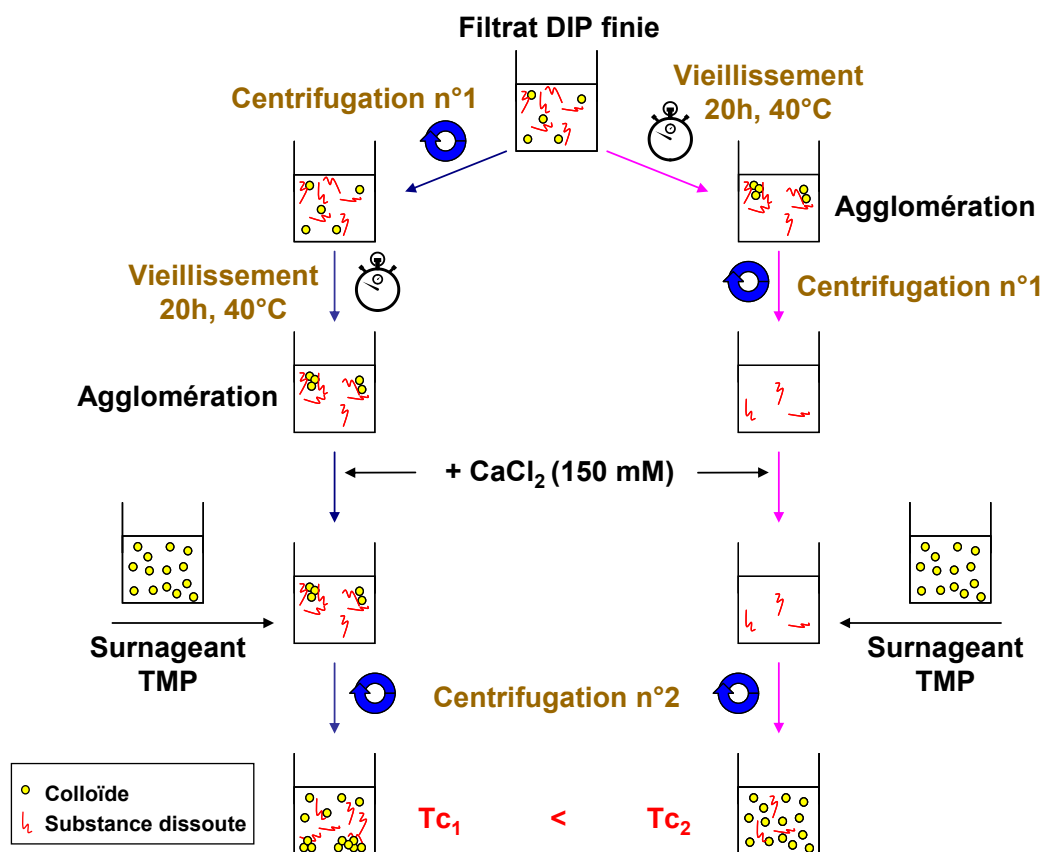 Filtrat DIP finie
Centrifugation n°1
Vieillissement
20h, 40°C
Agglomération
Vieillissement
20h, 40°C
Centrifugation n°1
Agglomération
+ CaCl₂ (150 mM)
Surnageant
TMP
Surnageant
TMP
Centrifugation n°2
Colloïde
Substance dissoute
Tc₁ < Tc₂